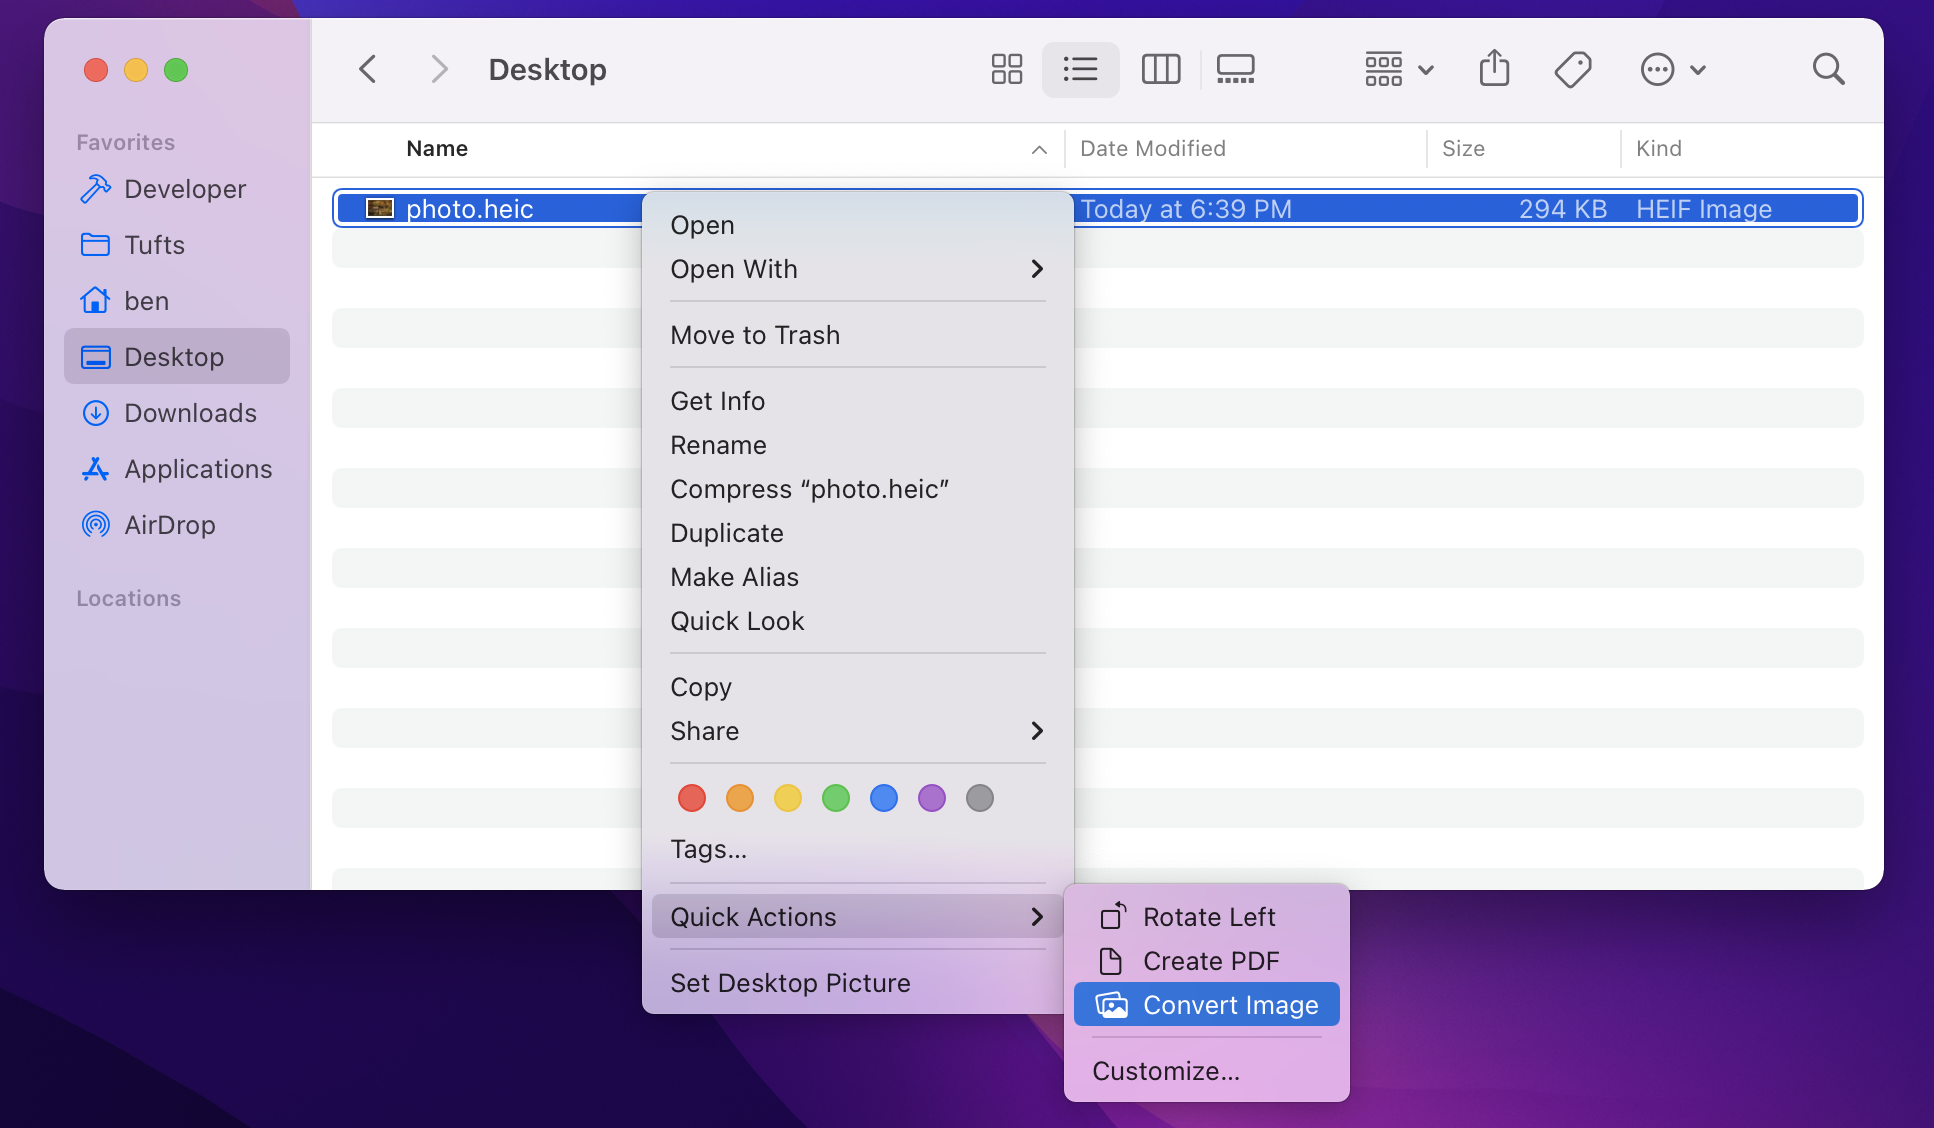 Desktop
Favorites
Developer
Tufts
ben
Desktop
Downloads
Applications
AirDrop
Locations
Name Date Modified Size Kind
photo.heic Today at 6:39 PM 294 KB HEIF Image
Open
Open With
Move to Trash
Get Info
Rename
Compress “photo.heic”
Duplicate
Make Alias
Quick Look
Copy
Share
Tags...
Quick Actions
Set Desktop Picture
Rotate Left
Create PDF
Convert Image
Customize...